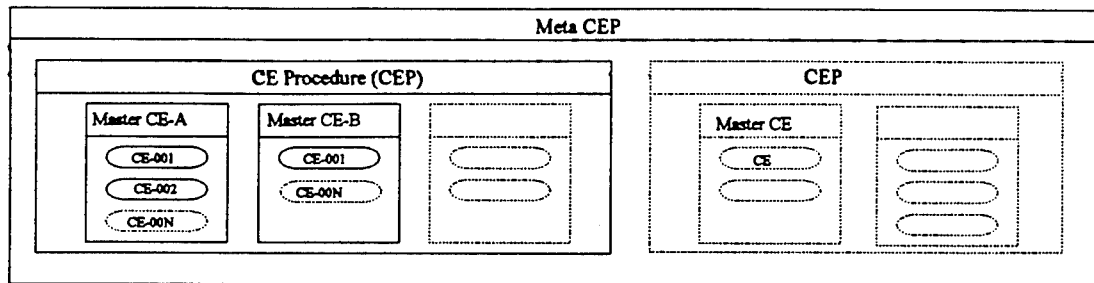 Meta CEP
CE Procedure (CEP)
CEP
Master CE-A
Master CE-B
Master CE
CE-001
CE-001
CE
CE-002
CE-00N
CE-00N